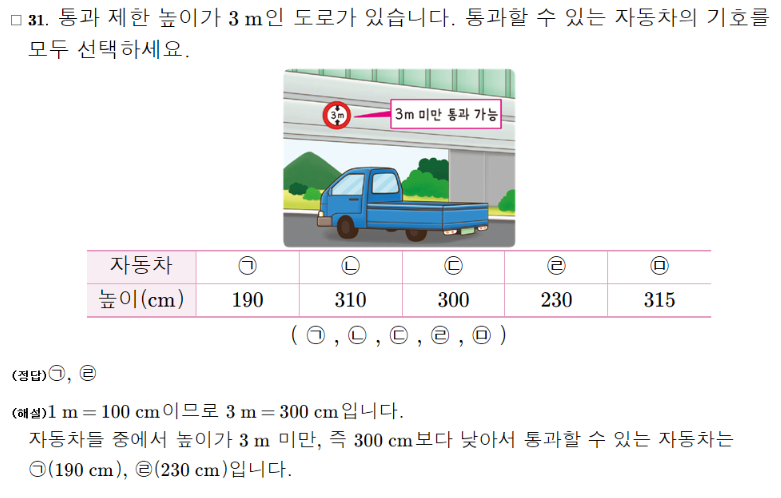 □ 31. 통과 제한 높이가 3 m인 도로가 있습니다. 통과할 수 있는 자동차의 기호를
모두 선택하세요.
3m
3m 미만 통과 가능
자동차 ㉠ ㉡ ㉢ ㉣ ㉤
높이(cm) 190 310 300 230 315
( ㉠ , ㉡ , ㉢ , ㉣ , ㉤ )
(정답)㉠, ㉣
(해설)1 m = 100 cm이므로 3 m = 300 cm입니다.
자동차들 중에서 높이가 3 m 미만, 즉 300 cm보다 낮아서 통과할 수 있는 자동차는
㉠(190 cm), ㉣(230 cm)입니다.